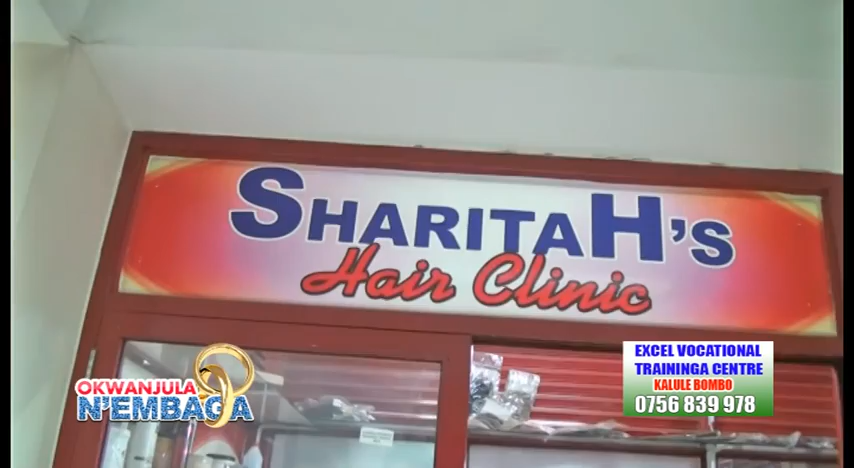 SHARITAH'S
Hair Clinic
OKWANJULA
N'EMBAGA
EXCEL VOCATIONAL
TRAININGA CENTRE
KALULE BOMBO
0756 839 978